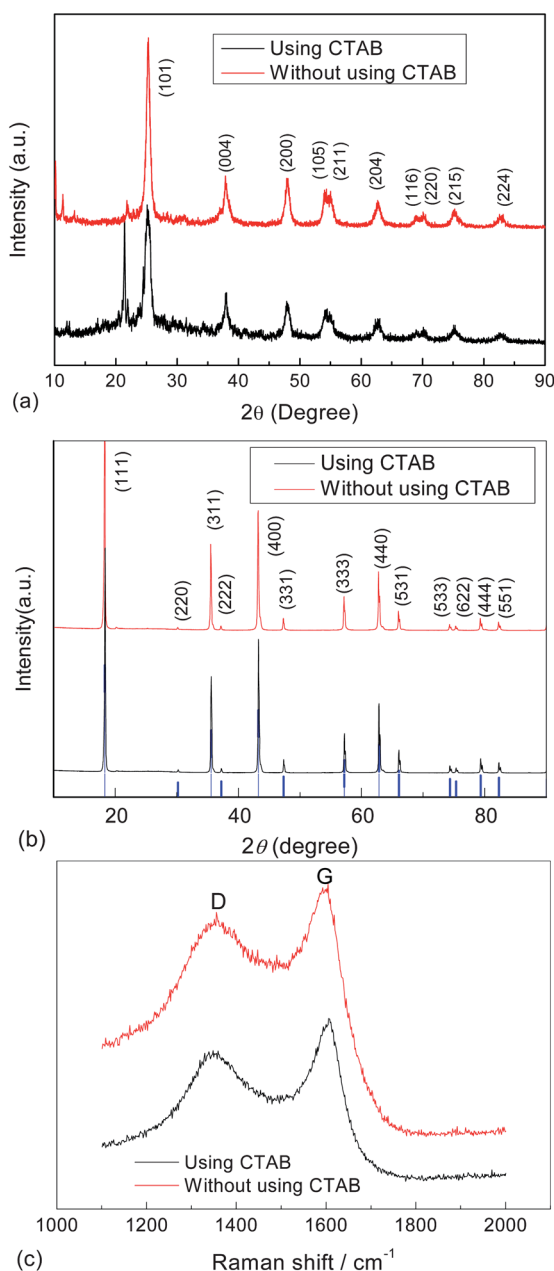 Using CTAB
Without using CTAB
(101)
(004)
(200)
(105)
(211)
(204)
(116)
(220)
(215)
(224)
Intensity (a.u.)
10 20 30 40 50 60 70 80 90
2θ (Degree)
(a)
Using CTAB
Without using CTAB
(111)
(220)
(311)
(222)
(400)
(331)
(333)
(440)
(531)
(533)
(622)
(444)
(551)
Intensity(a.u.)
20 40 60 80
2θ (degree)
(b)
D
G
Using CTAB
Without using CTAB
1000 1200 1400 1600 1800 2000
Raman shift / cm⁻¹
(c)